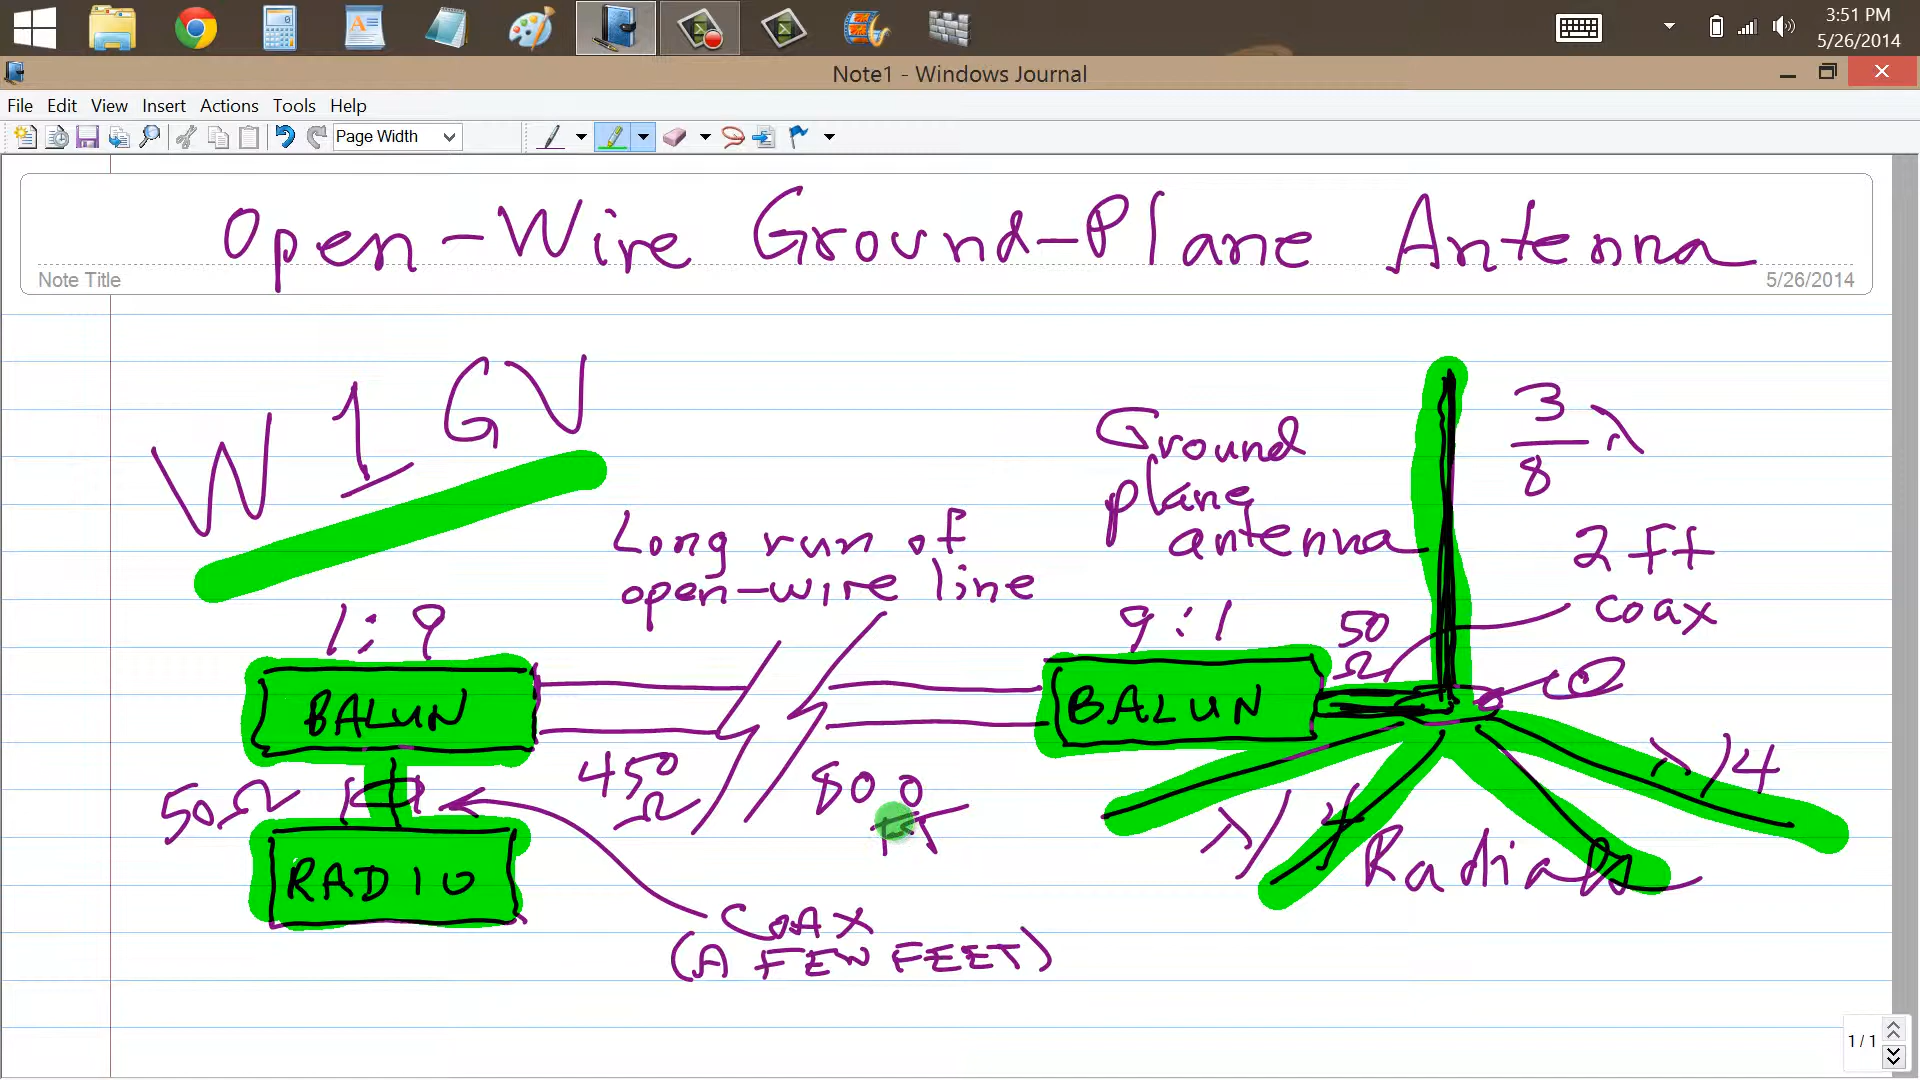 3:51 PM
5/26/2014
Note1 - Windows Journal
File Edit View Insert Actions Tools Help
Page Width
Open-Wire Ground-Plane Antenna
Note Title
5/26/2014
W1GV
Ground
plane
antenna
3/8 λ
Long run of
open-wire line
2 ft
coax
1:9
9:1
50
Ω
BALUN
BALUN
450
Ω
800
50Ω
λ/4
λ/4
Radials
RADIO
COAX
(A FEW FEET)
1 / 1